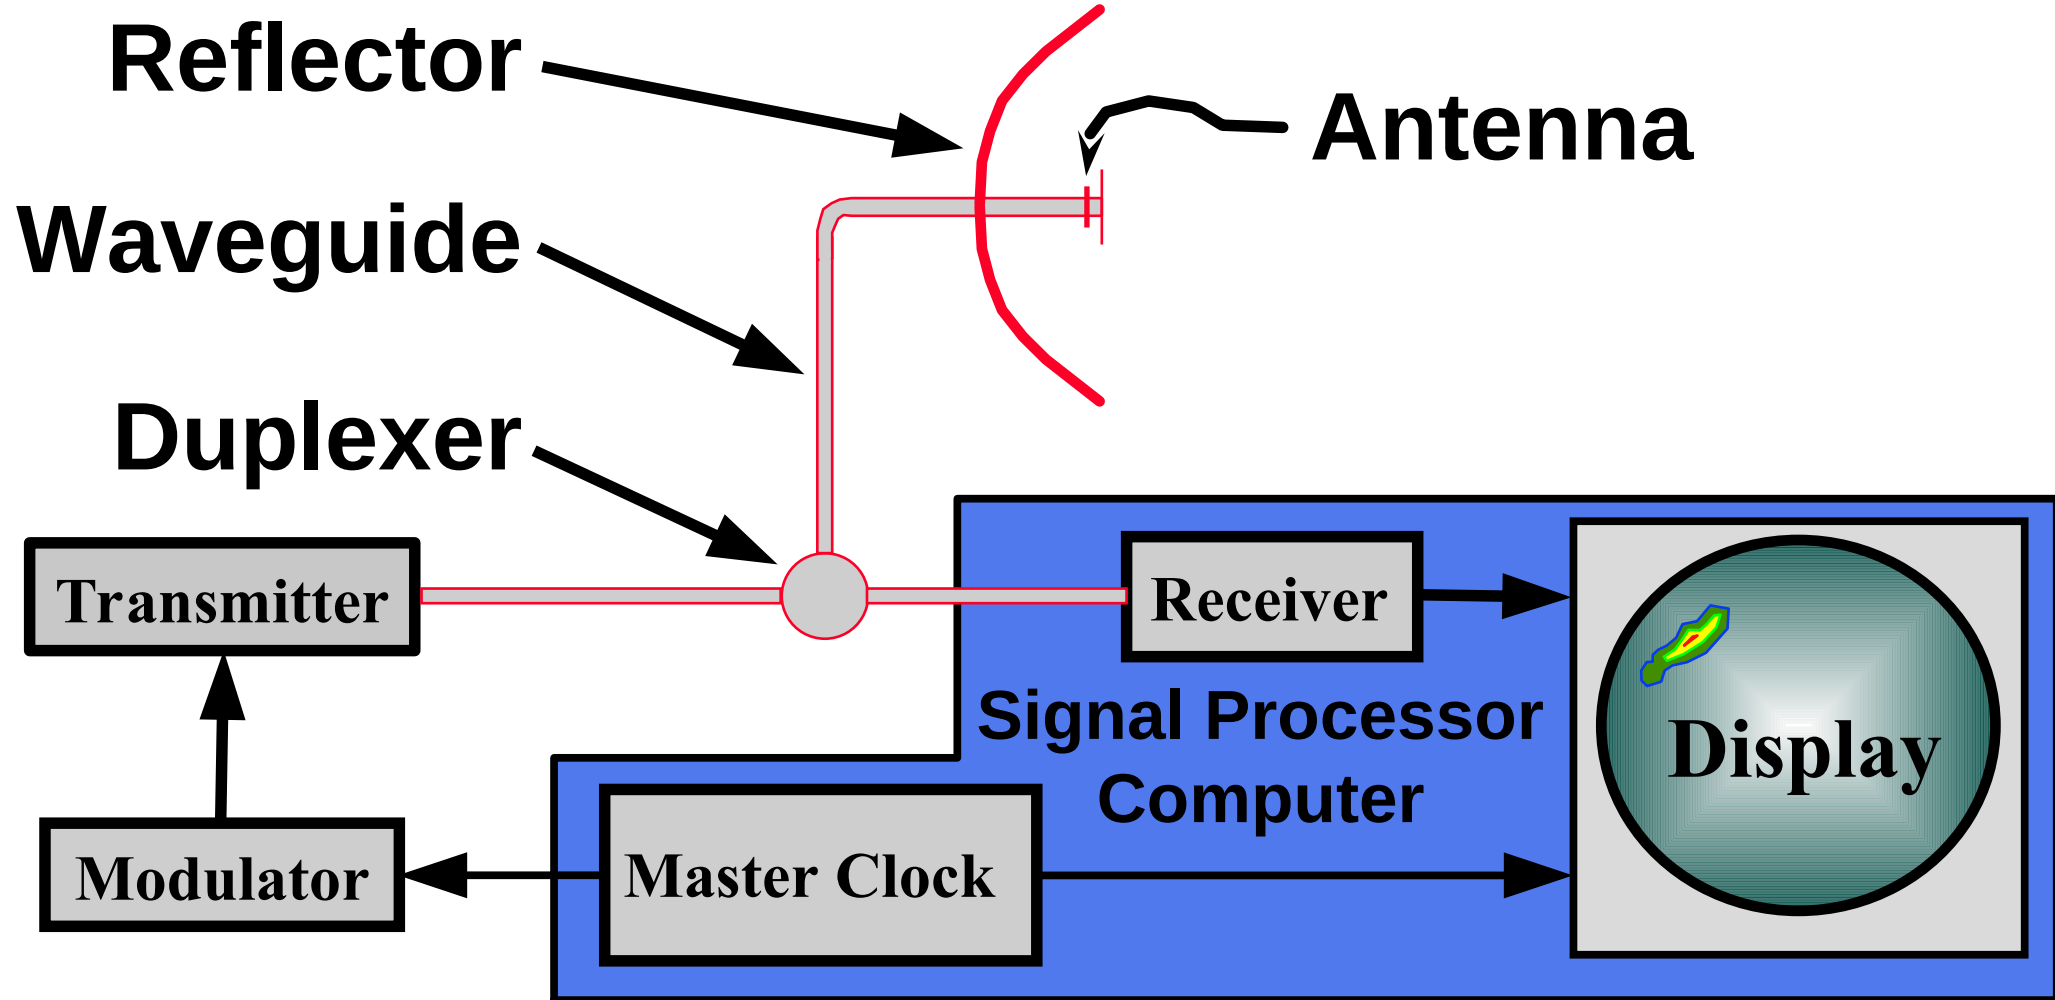 Reflector
Antenna
Waveguide
Duplexer
Transmitter
Receiver
Signal Processor
Computer
Display
Modulator
Master Clock